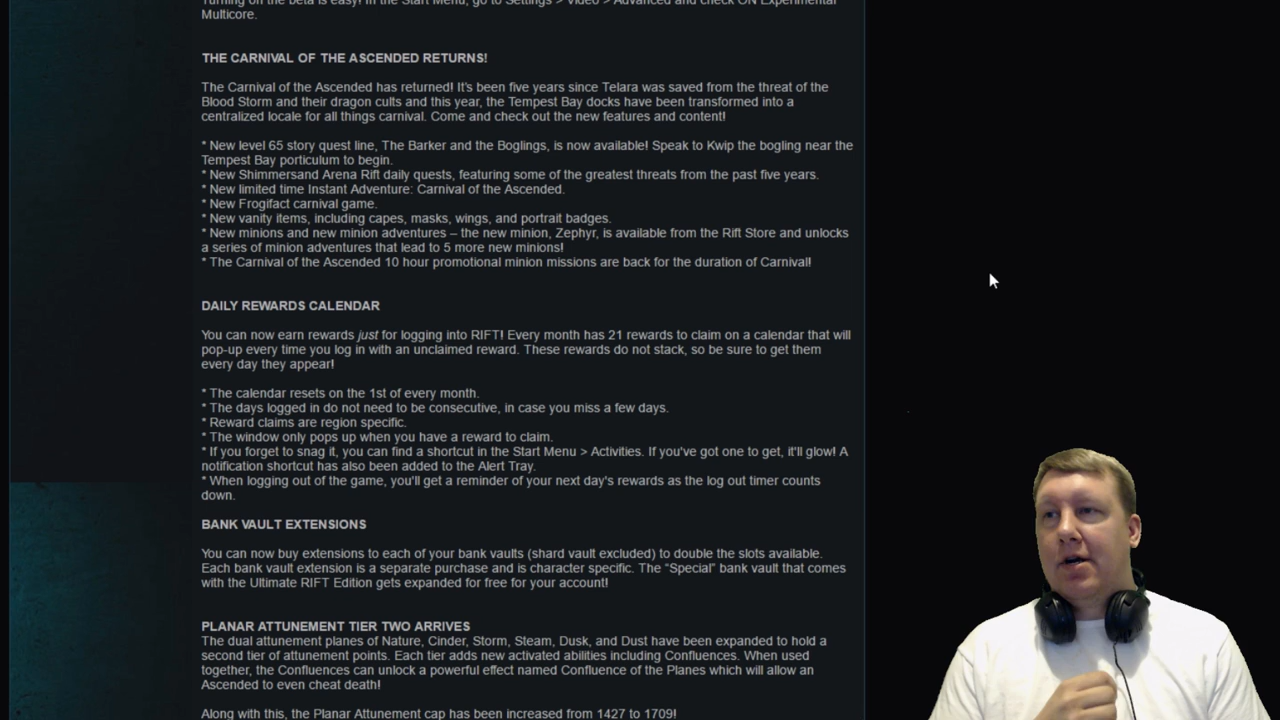 Turning on the beta is easy! In the Start Menu, go to Settings > Video > Advanced and check ON Experimental
Multicore.
THE CARNIVAL OF THE ASCENDED RETURNS!
The Carnival of the Ascended has returned! It's been five years since Telara was saved from the threat of the
Blood Storm and their dragon cults and this year, the Tempest Bay docks have been transformed into a
centralized locale for all things carnival. Come and check out the new features and content!
* New level 65 story quest line, The Barker and the Boglings, is now available! Speak to Kwip the bogling near the
Tempest Bay porticulum to begin.
* New Shimmersand Arena Rift daily quests, featuring some of the greatest threats from the past five years.
* New limited time Instant Adventure: Carnival of the Ascended.
* New Frogifact carnival game.
* New vanity items, including capes, masks, wings, and portrait badges.
* New minions and new minion adventures – the new minion, Zephyr, is available from the Rift Store and unlocks
a series of minion adventures that lead to 5 more new minions!
* The Carnival of the Ascended 10 hour promotional minion missions are back for the duration of Carnival!
DAILY REWARDS CALENDAR
You can now earn rewards just for logging into RIFT! Every month has 21 rewards to claim on a calendar that will
pop-up every time you log in with an unclaimed reward. These rewards do not stack, so be sure to get them
every day they appear!
* The calendar resets on the 1st of every month.
* The days logged in do not need to be consecutive, in case you miss a few days.
* Reward claims are region specific.
* The window only pops up when you have a reward to claim.
* If you forget to snag it, you can find a shortcut in the Start Menu > Activities. If you've got one to get, it'll glow! A
notification shortcut has also been added to the Alert Tray.
* When logging out of the game, you'll get a reminder of your next day's rewards as the log out timer counts
down.
BANK VAULT EXTENSIONS
You can now buy extensions to each of your bank vaults (shard vault excluded) to double the slots available.
Each bank vault extension is a separate purchase and is character specific. The “Special” bank vault that comes
with the Ultimate RIFT Edition gets expanded for free for your account!
PLANAR ATTUNEMENT TIER TWO ARRIVES
The dual attunement planes of Nature, Cinder, Storm, Steam, Dusk, and Dust have been expanded to hold a
second tier of attunement points. Each tier adds new activated abilities including Confluences. When used
together, the Confluences can unlock a powerful effect named Confluence of the Planes which will allow an
Ascended to even cheat death!
Along with this, the Planar Attunement cap has been increased from 1427 to 1709!